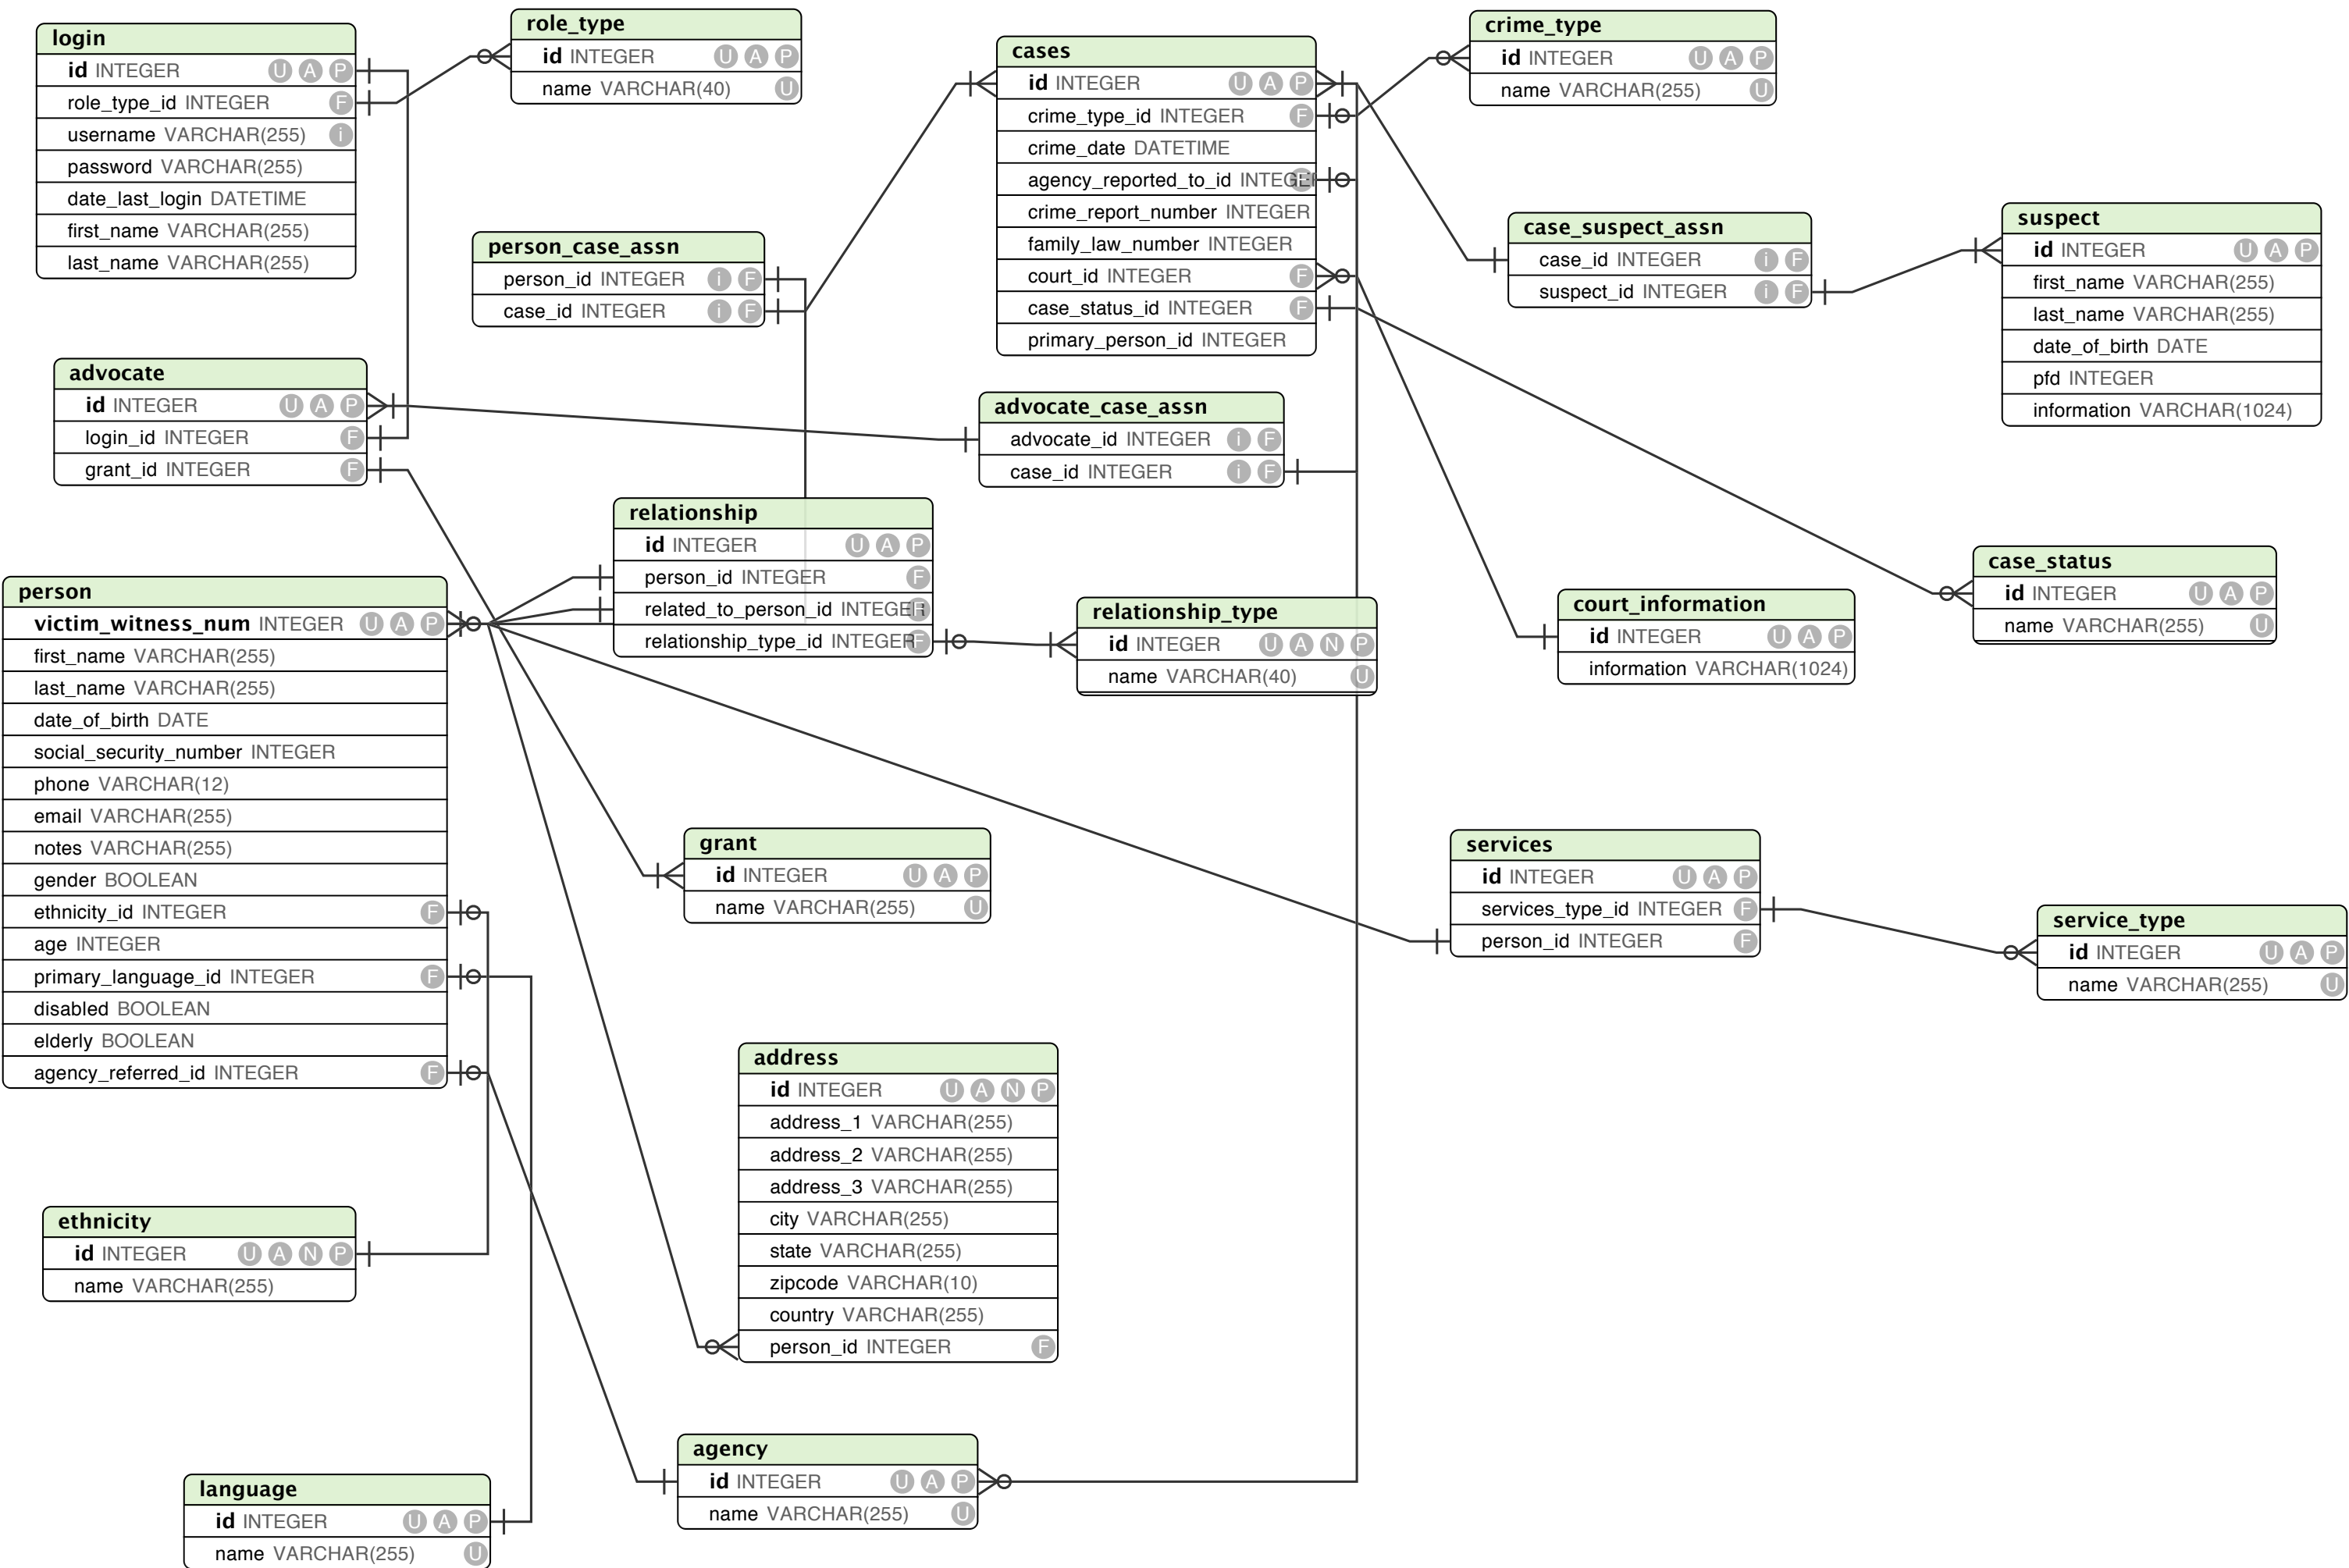 login
id INTEGER U A P
role_type_id INTEGER F
username VARCHAR(255) i
password VARCHAR(255)
date_last_login DATETIME
first_name VARCHAR(255)
last_name VARCHAR(255)
role_type
id INTEGER U A P
name VARCHAR(40) U
cases
id INTEGER U A P
crime_type_id INTEGER F
crime_date DATETIME
agency_reported_to_id INTEGER
crime_report_number INTEGER
family_law_number INTEGER
court_id INTEGER F
case_status_id INTEGER F
primary_person_id INTEGER
crime_type
id INTEGER U A P
name VARCHAR(255) U
person_case_assn
person_id INTEGER i F
case_id INTEGER i F
case_suspect_assn
case_id INTEGER i F
suspect_id INTEGER i F
suspect
id INTEGER U A P
first_name VARCHAR(255)
last_name VARCHAR(255)
date_of_birth DATE
pfd INTEGER
information VARCHAR(1024)
advocate
id INTEGER U A P
login_id INTEGER F
grant_id INTEGER F
advocate_case_assn
advocate_id INTEGER i F
case_id INTEGER i F
relationship
id INTEGER U A P
person_id INTEGER F
related_to_person_id INTEGER F
relationship_type_id INTEGER F
relationship_type
id INTEGER U A N P
name VARCHAR(40) U
court_information
id INTEGER U A P
information VARCHAR(1024)
case_status
id INTEGER U A P
name VARCHAR(255) U
person
victim_witness_num INTEGER U A P
first_name VARCHAR(255)
last_name VARCHAR(255)
date_of_birth DATE
social_security_number INTEGER
phone VARCHAR(12)
email VARCHAR(255)
notes VARCHAR(255)
gender BOOLEAN
ethnicity_id INTEGER F
age INTEGER
primary_language_id INTEGER F
disabled BOOLEAN
elderly BOOLEAN
agency_referred_id INTEGER F
grant
id INTEGER U A P
name VARCHAR(255) U
services
id INTEGER U A P
services_type_id INTEGER F
person_id INTEGER F
service_type
id INTEGER U A P
name VARCHAR(255) U
address
id INTEGER U A N P
address_1 VARCHAR(255)
address_2 VARCHAR(255)
address_3 VARCHAR(255)
city VARCHAR(255)
state VARCHAR(255)
zipcode VARCHAR(10)
country VARCHAR(255)
person_id INTEGER F
ethnicity
id INTEGER U A N P
name VARCHAR(255)
agency
id INTEGER U A P
name VARCHAR(255) U
language
id INTEGER U A P
name VARCHAR(255) U